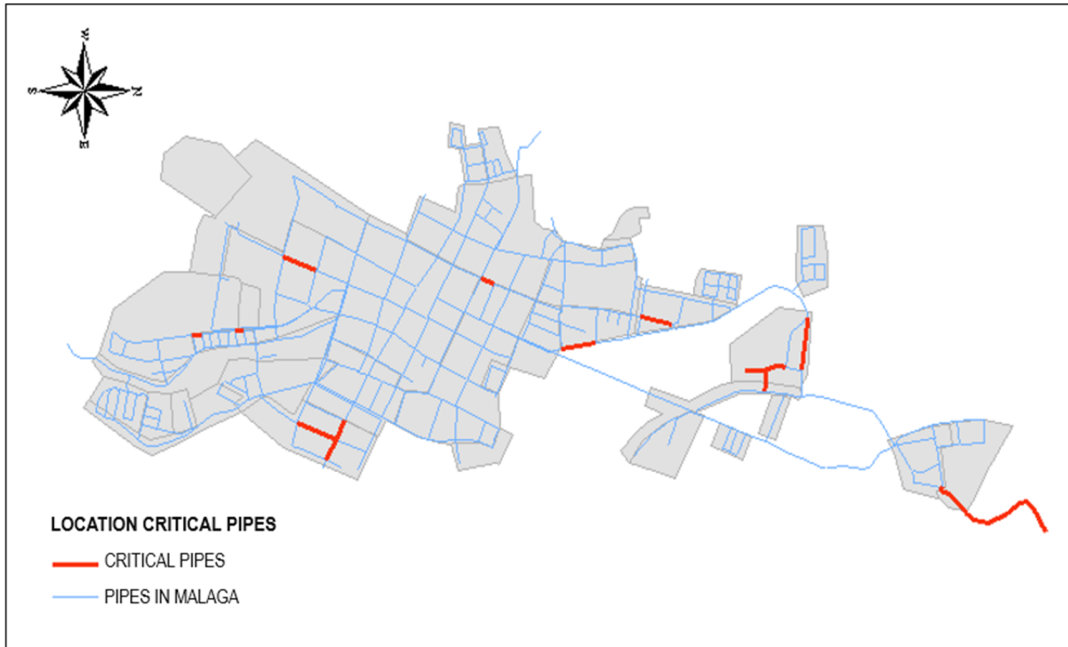 W
S
N
E
LOCATION CRITICAL PIPES
CRITICAL PIPES
PIPES IN MALAGA